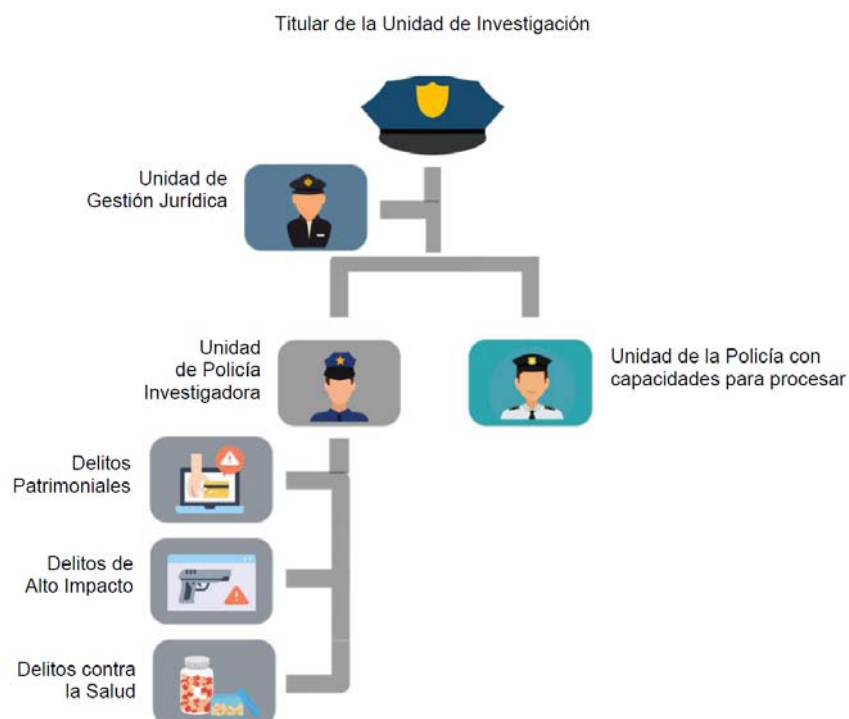 Titular de la Unidad de Investigación
Unidad de
Gestión Jurídica
Unidad
de Policía
Investigadora
Unidad de la Policía con
capacidades para procesar
Delitos
Patrimoniales
Delitos de
Alto Impacto
Delitos contra
la Salud